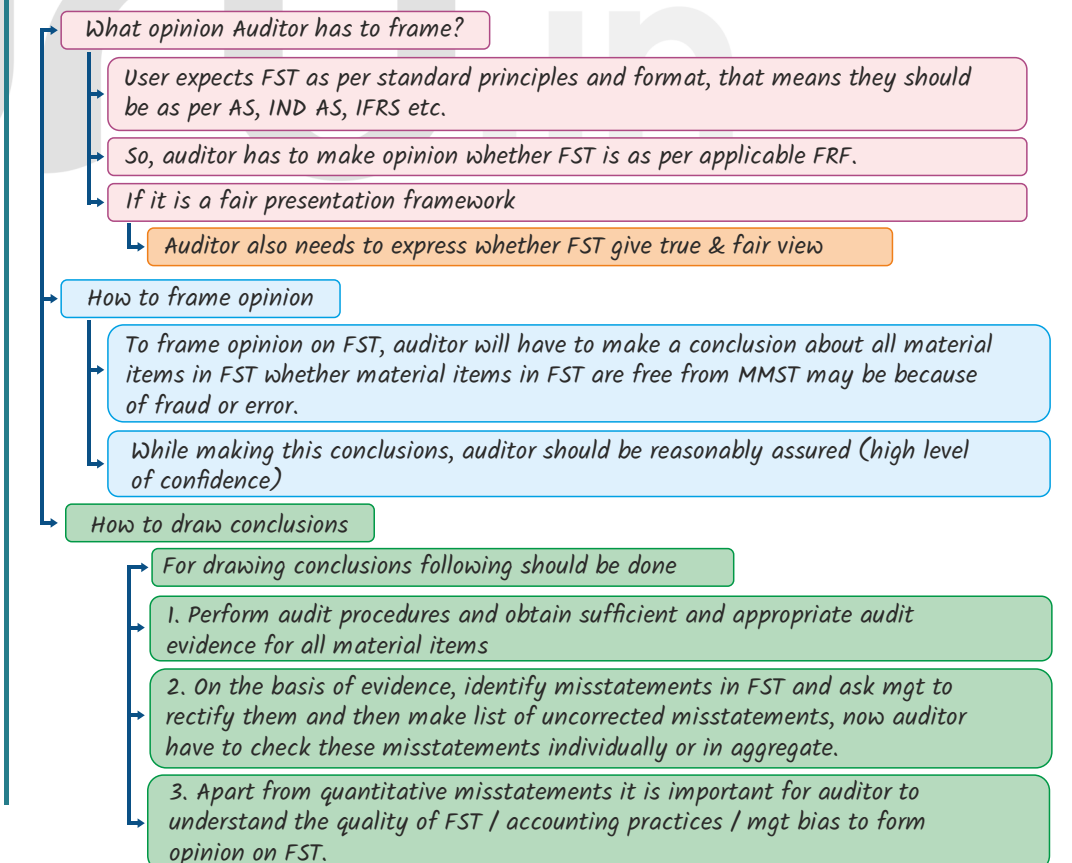 What opinion Auditor has to frame?
User expects FST as per standard principles and format, that means they should
be as per AS, IND AS, IFRS etc.
So, auditor has to make opinion whether FST is as per applicable FRF.
If it is a fair presentation framework
Auditor also needs to express whether FST give true & fair view
How to frame opinion
To frame opinion on FST, auditor will have to make a conclusion about all material
items in FST whether material items in FST are free from MMST may be because
of fraud or error.
While making this conclusions, auditor should be reasonably assured (high level
of confidence)
How to draw conclusions
For drawing conclusions following should be done
1. Perform audit procedures and obtain sufficient and appropriate audit
evidence for all material items
2. On the basis of evidence, identify misstatements in FST and ask mgt to
rectify them and then make list of uncorrected misstatements, now auditor
have to check these misstatements individually or in aggregate.
3. Apart from quantitative misstatements it is important for auditor to
understand the quality of FST / accounting practices / mgt bias to form
opinion on FST.